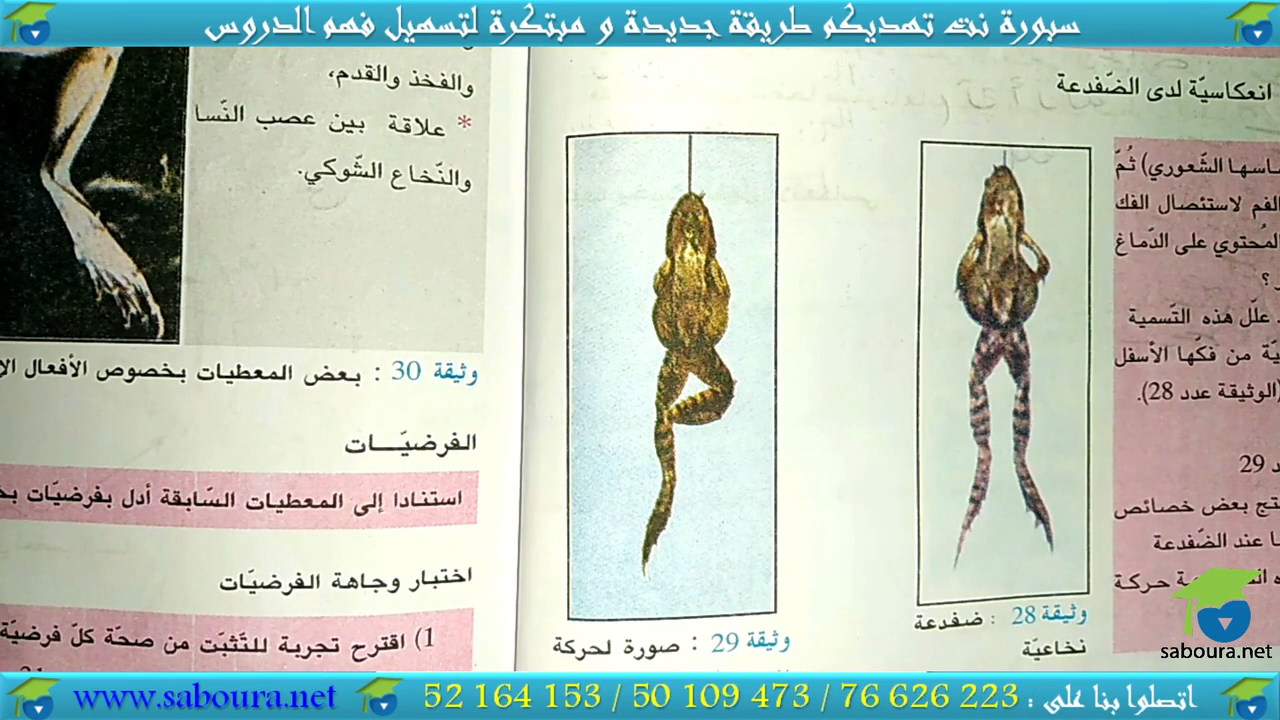 سبورة نت تهديكم طريقة جديدة و مبتكرة لتسهيل فهم الدروس
انعكاسيّة لدى الضّفدعة
الشّعوري) ثُمّ
الفم لاستئصال الفك
المُحتوي على الدّماغ
؟
علّل هذه التّسمية
من فكّها الأسفل
(الوثيقة عدد 28).
29
بعض خصائص
عند الضّفدعة
حركة
وثيقة 28 : ضفدعة
نخاعيّة
وثيقة 29 : صورة لحركة
والفخذ والقدم،
* علاقة بين عصب النّسا
والنّخاع الشّوكي.
وثيقة 30 : بعض المعطيات بخصوص الأفعال
الفرضيّـــات
استنادا إلى المعطيات السّابقة أدل بفرضيّات
اختبار وجاهة الفرضيّات
1) اقترح تجربة للتّثبّت من صحّة كلّ فرضيّة
saboura.net
اتصلوا بنا على : 76 626 223 / 50 109 473 / 52 164 153
www.saboura.net